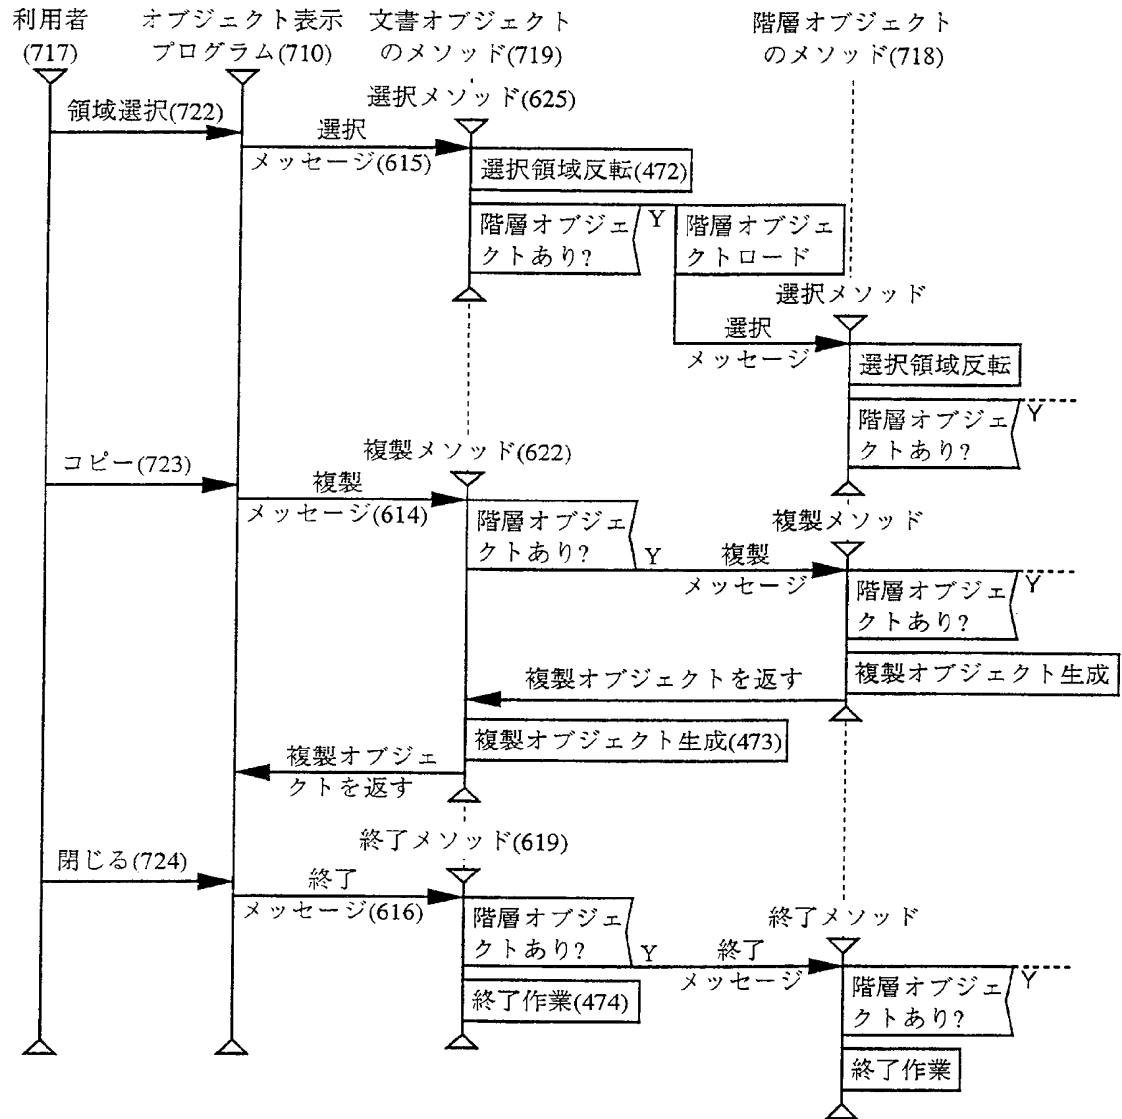 利用者
(717)
オブジェクト表示
プログラム(710)
文書オブジェクト
のメソッド(719)
階層オブジェクト
のメソッド(718)
選択メソッド(625)
領域選択(722)
選択
メッセージ(615)
選択領域反転(472)
階層オブジェ
クトあり?
Y
階層オブジェ
クトロード
選択メソッド
選択
メッセージ
選択領域反転
階層オブジェ
クトあり?
Y
複製メソッド(622)
コピー(723)
複製
メッセージ(614)
階層オブジェ
クトあり?
Y
複製
メッセージ
複製メソッド
階層オブジェ
クトあり?
Y
複製オブジェクト生成
複製オブジェクトを返す
複製オブジェクト生成(473)
複製オブジェ
クトを返す
終了メソッド(619)
閉じる(724)
終了
メッセージ(616)
階層オブジェ
クトあり?
Y
終了
メッセージ
終了メソッド
階層オブジェ
クトあり?
Y
終了作業(474)
終了作業